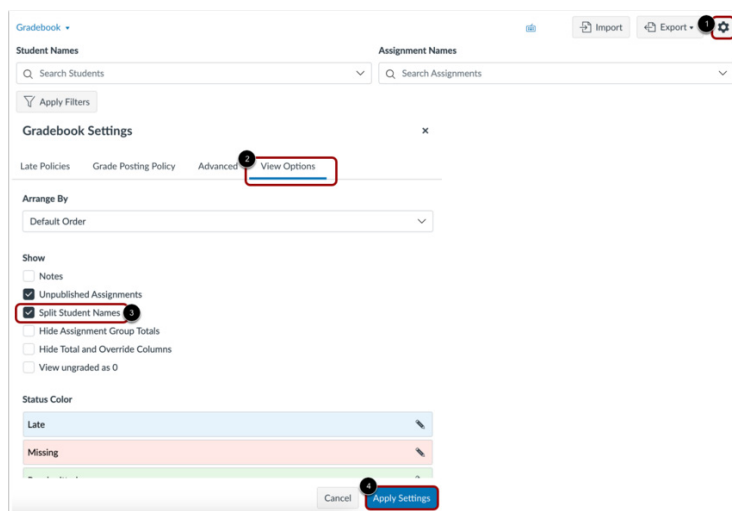 Gradebook
Import
Export
1
Student Names
Assignment Names
Search Students
Search Assignments
Apply Filters
Gradebook Settings
×
2
Late Policies Grade Posting Policy Advanced View Options
Arrange By
Default Order
Show
Notes
Unpublished Assignments
Split Student Names 3
Hide Assignment Group Totals
Hide Total and Override Columns
View ungraded as 0
Status Color
Late
Missing
4
Cancel Apply Settings